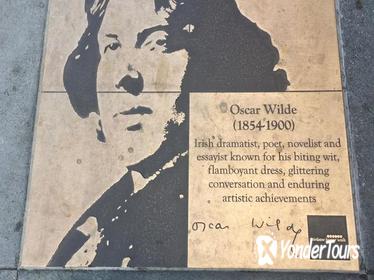 Oscar Wilde
(1854-1900)
Irish dramatist, poet, novelist and
essayist known for his biting wit,
flamboyant dress, glittering
conversation and enduring
artistic achievements
oscar wilde
YonderTours